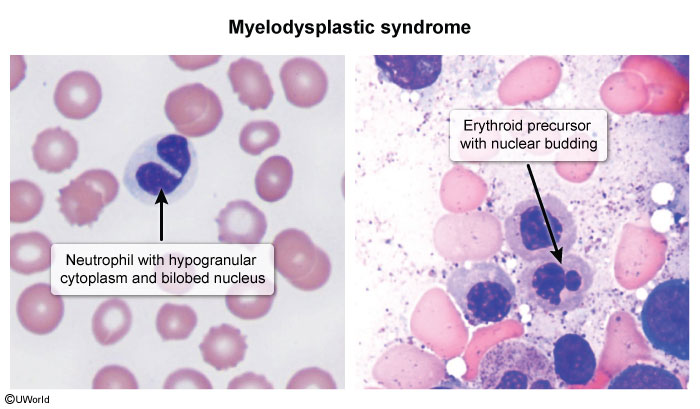 Myelodysplastic syndrome
Neutrophil with hypogranular
cytoplasm and bilobed nucleus
Erythroid precursor
with nuclear budding
©UWorld